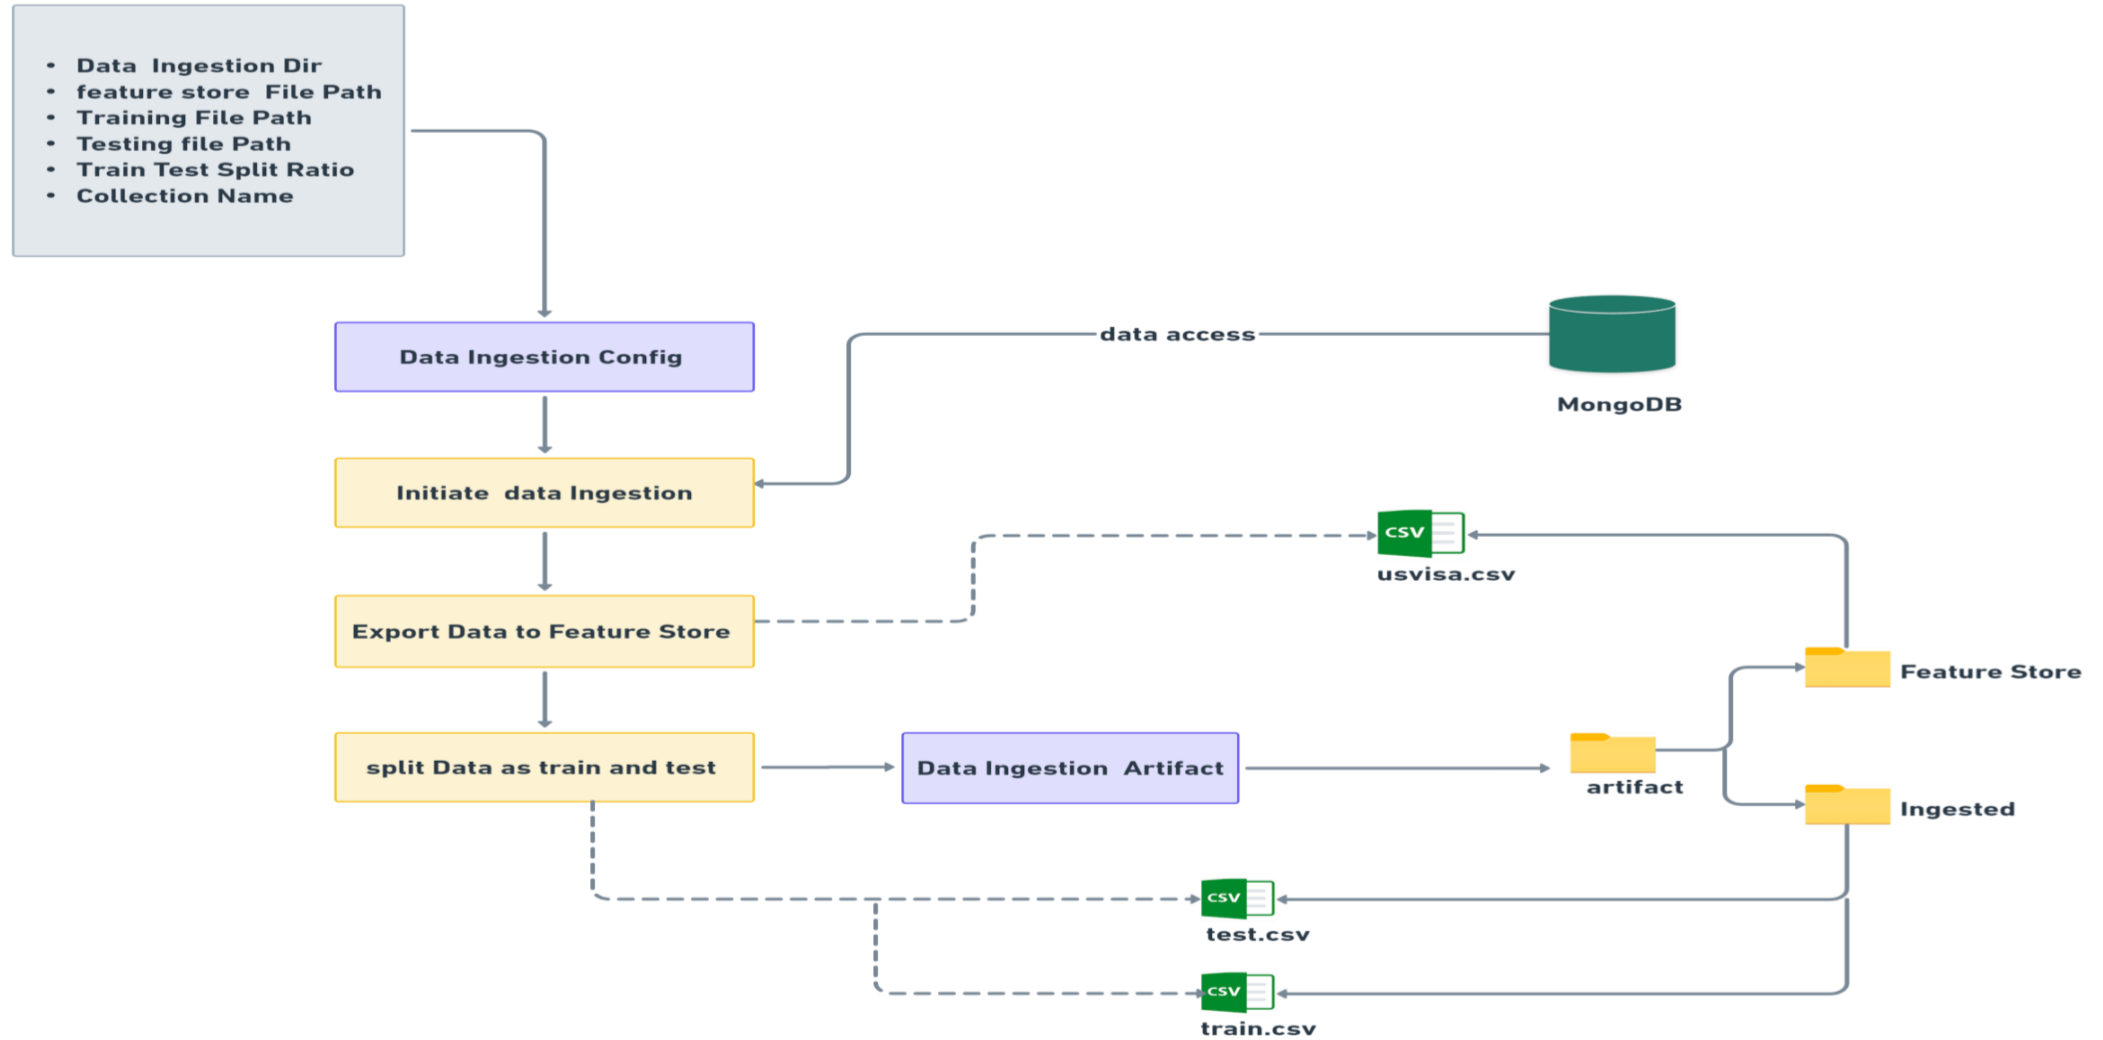 • Data Ingestion Dir
• feature store File Path
• Training File Path
• Testing file Path
• Train Test Split Ratio
• Collection Name
Data Ingestion Config
data access
MongoDB
Initiate data Ingestion
CSV
usvisa.csv
Export Data to Feature Store
Feature Store
split Data as train and test
Data Ingestion Artifact
artifact
Ingested
CSV
test.csv
CSV
train.csv